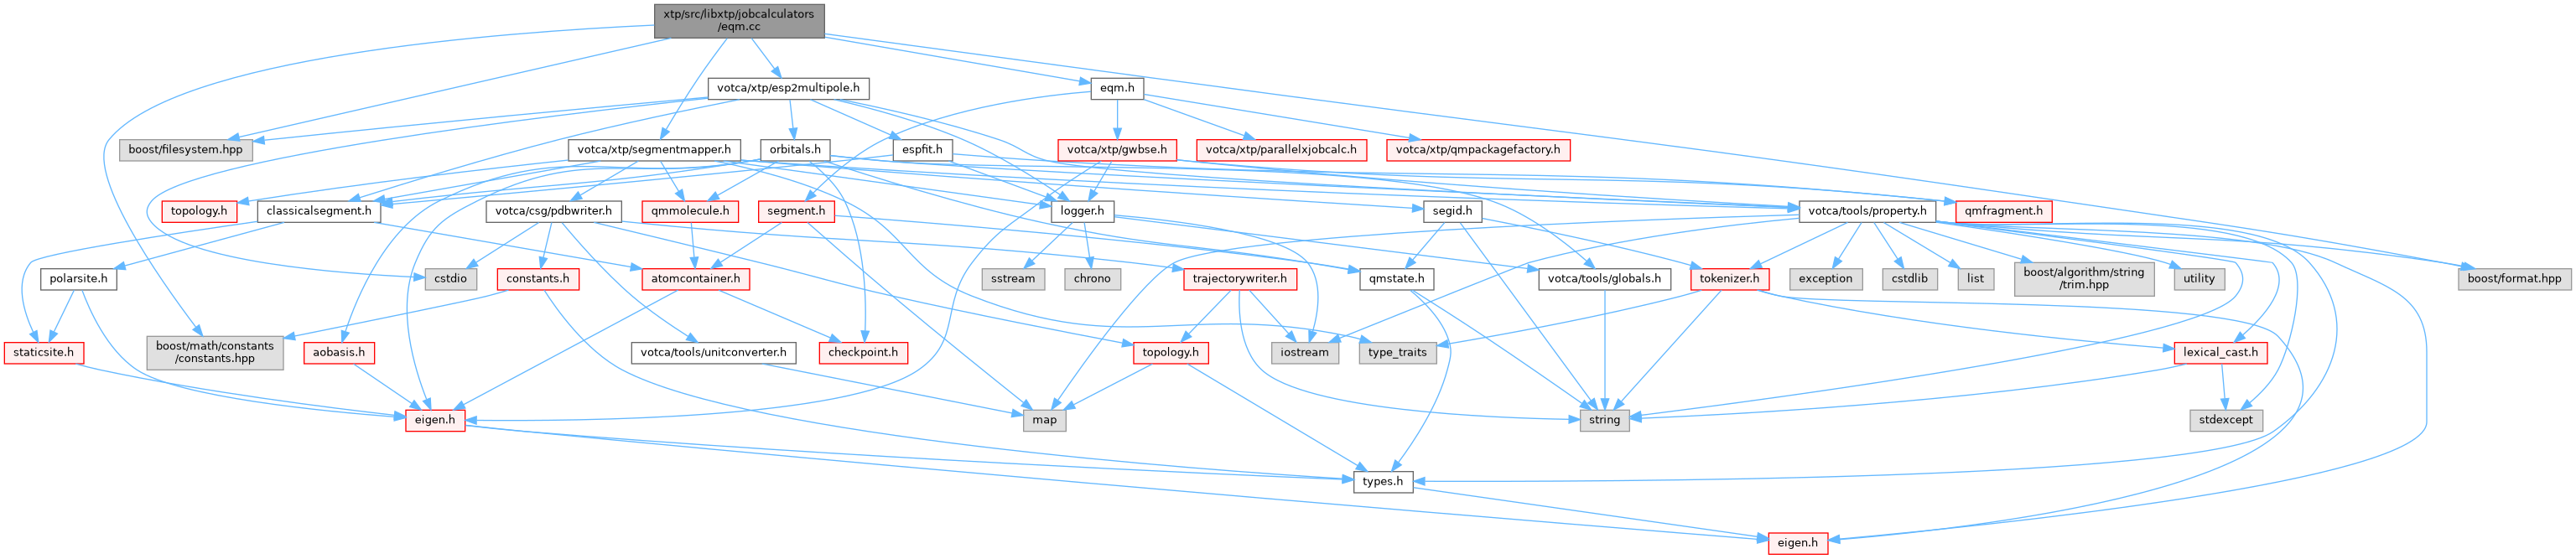 xtp/src/libxtp/jobcalculators
/eqm.cc
votca/xtp/esp2multipole.h
eqm.h
boost/filesystem.hpp
votca/xtp/segmentmapper.h
orbitals.h
espfit.h
votca/xtp/gwbse.h
votca/xtp/parallelxjobcalc.h
votca/xtp/qmpackagefactory.h
topology.h
classicalsegment.h
votca/csg/pdbwriter.h
qmmolecule.h
segment.h
logger.h
segid.h
votca/tools/property.h
qmfragment.h
polarsite.h
cstdio
constants.h
atomcontainer.h
sstream
chrono
trajectorywriter.h
qmstate.h
votca/tools/globals.h
tokenizer.h
exception
cstdlib
list
boost/algorithm/string
/trim.hpp
utility
boost/format.hpp
staticsite.h
boost/math/constants
/constants.hpp
aobasis.h
votca/tools/unitconverter.h
checkpoint.h
topology.h
iostream
type_traits
lexical_cast.h
eigen.h
map
string
stdexcept
types.h
eigen.h